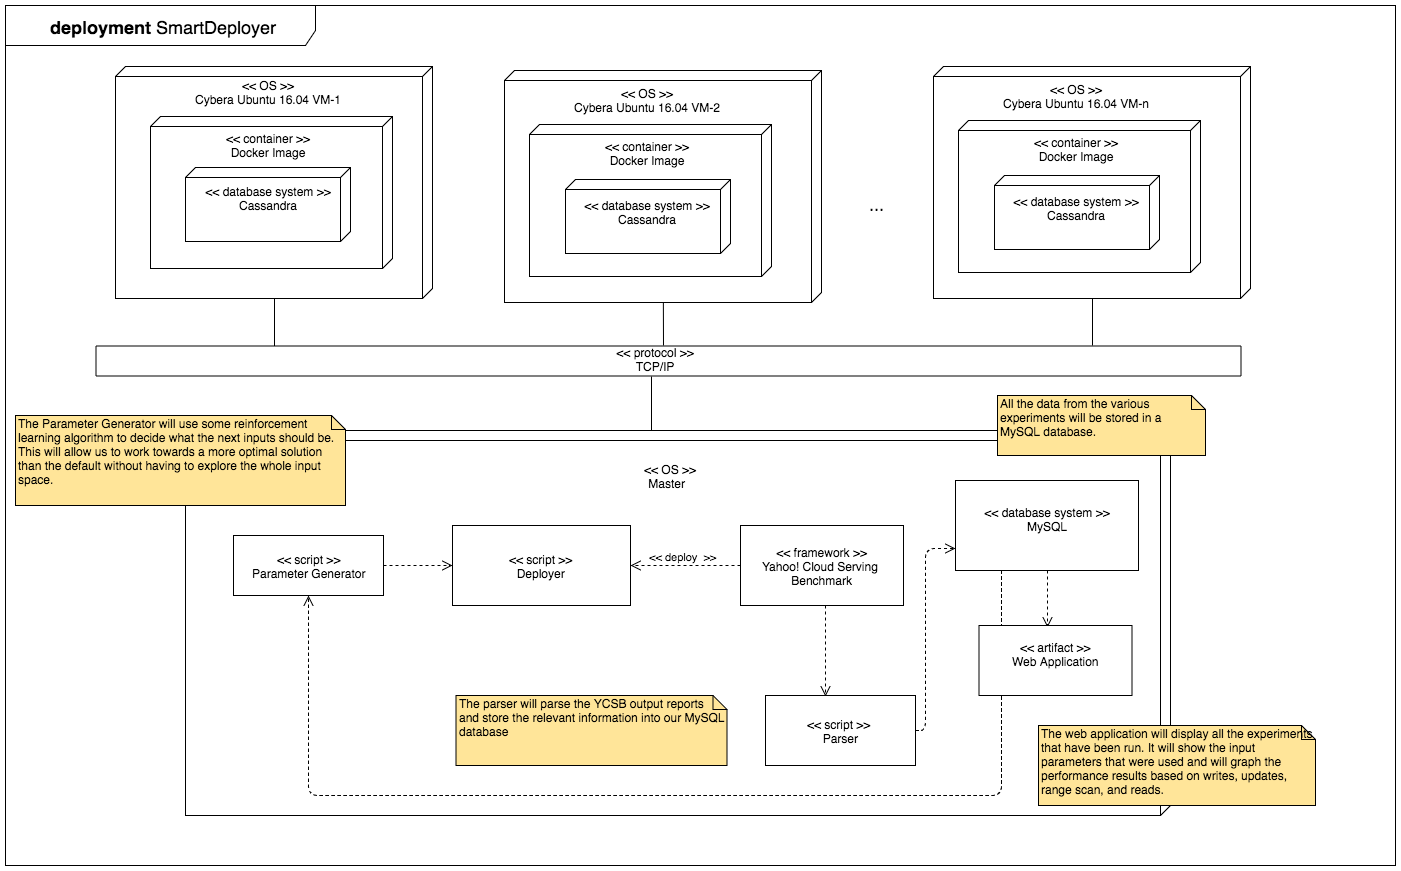 deployment SmartDeployer
<< OS >>
Cybera Ubuntu 16.04 VM-1
<< container >>
Docker Image
<< database system >>
Cassandra
<< OS >>
Cybera Ubuntu 16.04 VM-2
<< container >>
Docker Image
<< database system >>
Cassandra
...
<< OS >>
Cybera Ubuntu 16.04 VM-n
<< container >>
Docker Image
<< database system >>
Cassandra
<< protocol >>
TCP/IP
The Parameter Generator will use some reinforcement
learning algorithm to decide what the next inputs should be.
This will allow us to work towards a more optimal solution
than the default without having to explore the whole input
space.
All the data from the various
experiments will be stored in a
MySQL database.
<< OS >>
Master
<< script >>
Parameter Generator
<< script >>
Deployer
<< deploy >>
<< framework >>
Yahoo! Cloud Serving
Benchmark
<< database system >>
MySQL
<< artifact >>
Web Application
The parser will parse the YCSB output reports
and store the relevant information into our MySQL
database
<< script >>
Parser
The web application will display all the experiments
that have been run. It will show the input
parameters that were used and will graph the
performance results based on writes, updates,
range scan, and reads.